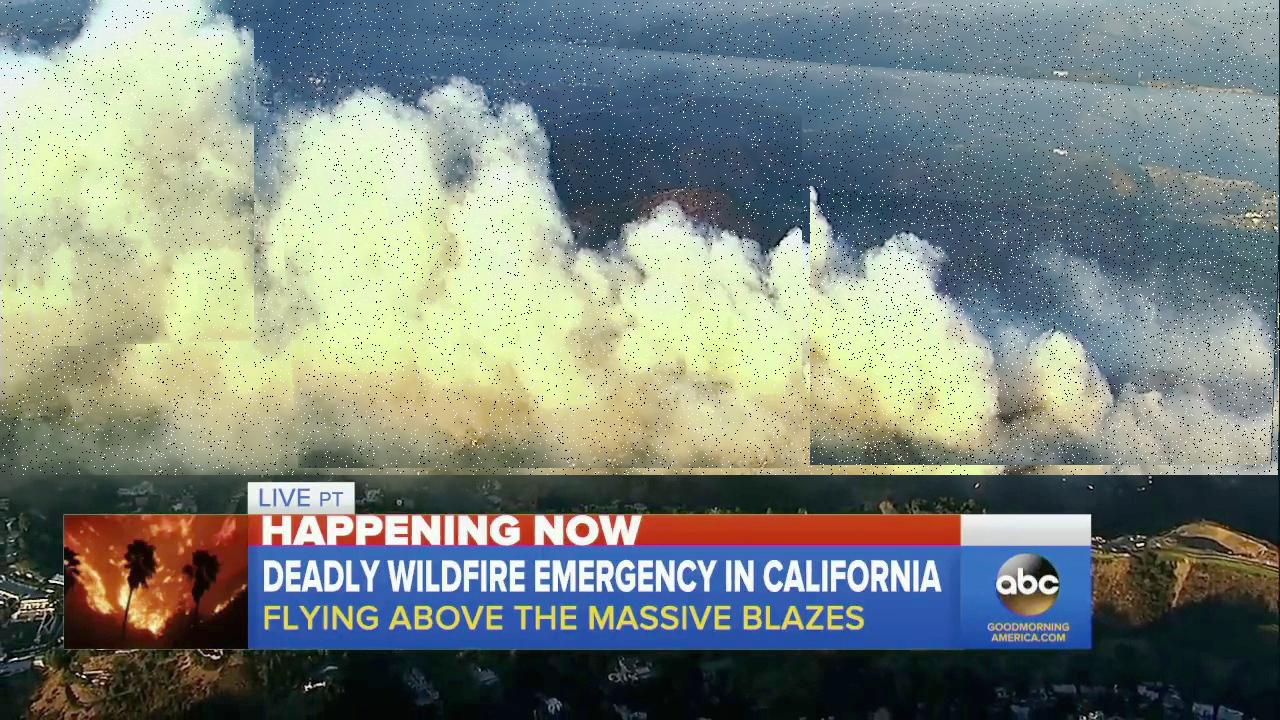 LIVE PT
HAPPENING NOW
DEADLY WILDFIRE EMERGENCY IN CALIFORNIA
FLYING ABOVE THE MASSIVE BLAZES
abc
GOODMORNING
AMERICA.COM